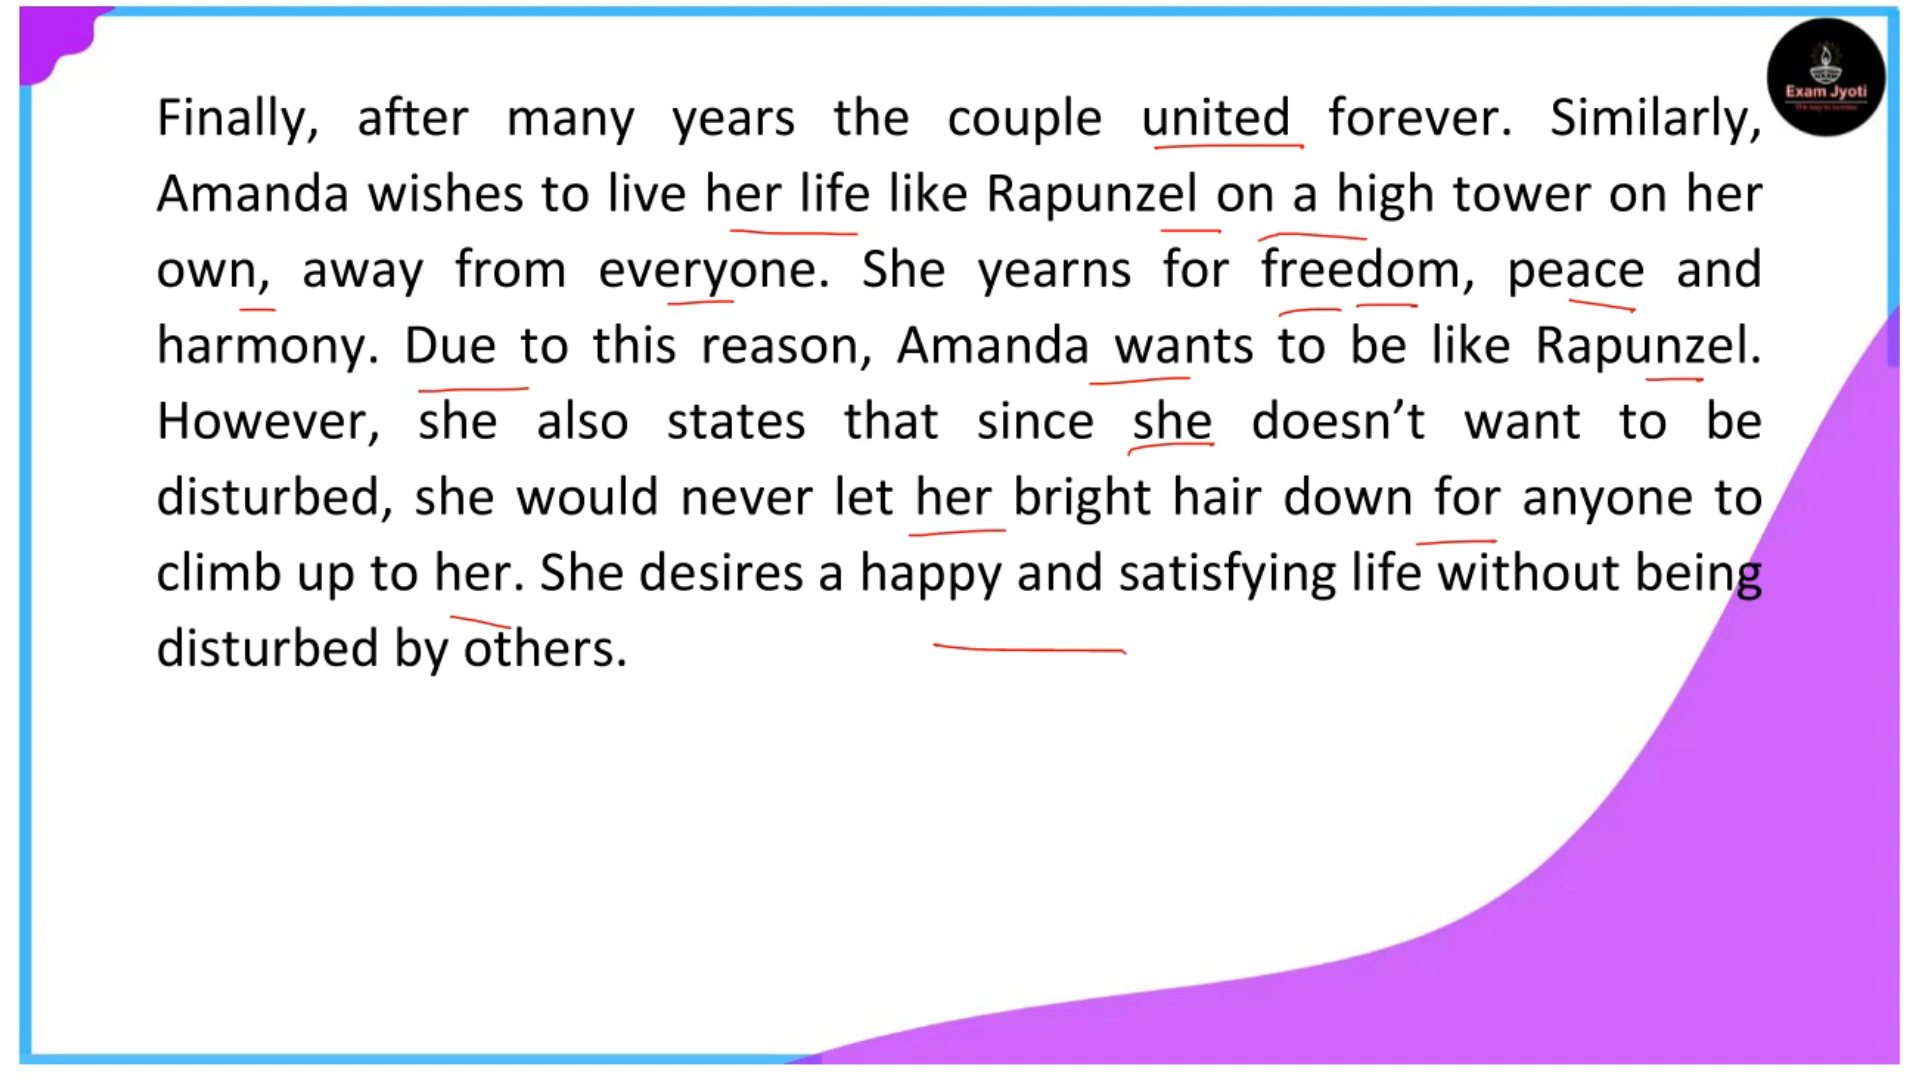 Finally, after many years the couple united forever. Similarly,
Amanda wishes to live her life like Rapunzel on a high tower on her
own, away from everyone. She yearns for freedom, peace and
harmony. Due to this reason, Amanda wants to be like Rapunzel.
However, she also states that since she doesn’t want to be
disturbed, she would never let her bright hair down for anyone to
climb up to her. She desires a happy and satisfying life without being
disturbed by others.
Exam Jyoti